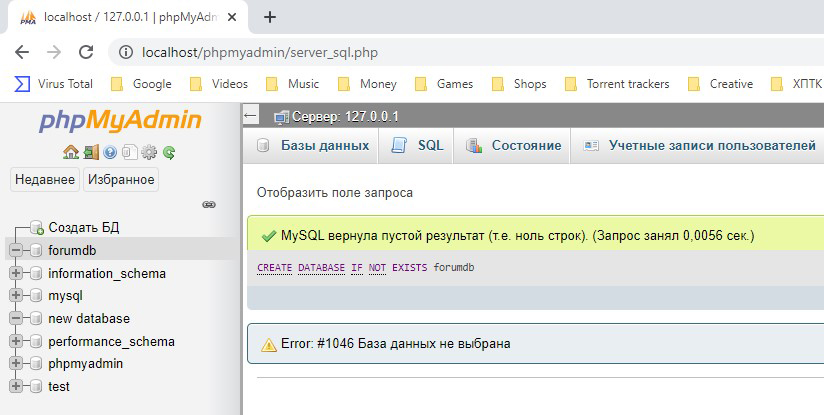 PMA
localhost / 127.0.0.1 | phpMyAdm
localhost/phpmyadmin/server_sql.php
Virus Total Google Videos Music Money Games Shops Torrent trackers Creative ХПТК
phpMyAdmin
Недавнее Избранное
Создать БД
forumdb
information_schema
mysql
new database
performance_schema
phpmyadmin
test
Сервер: 127.0.0.1
Базы данных SQL Состояние Учетные записи пользователей
Отобразить поле запроса
MySQL вернула пустой результат (т.е. ноль строк). (Запрос занял 0,0056 сек.)
CREATE DATABASE IF NOT EXISTS forumdb
Error: #1046 База данных не выбрана